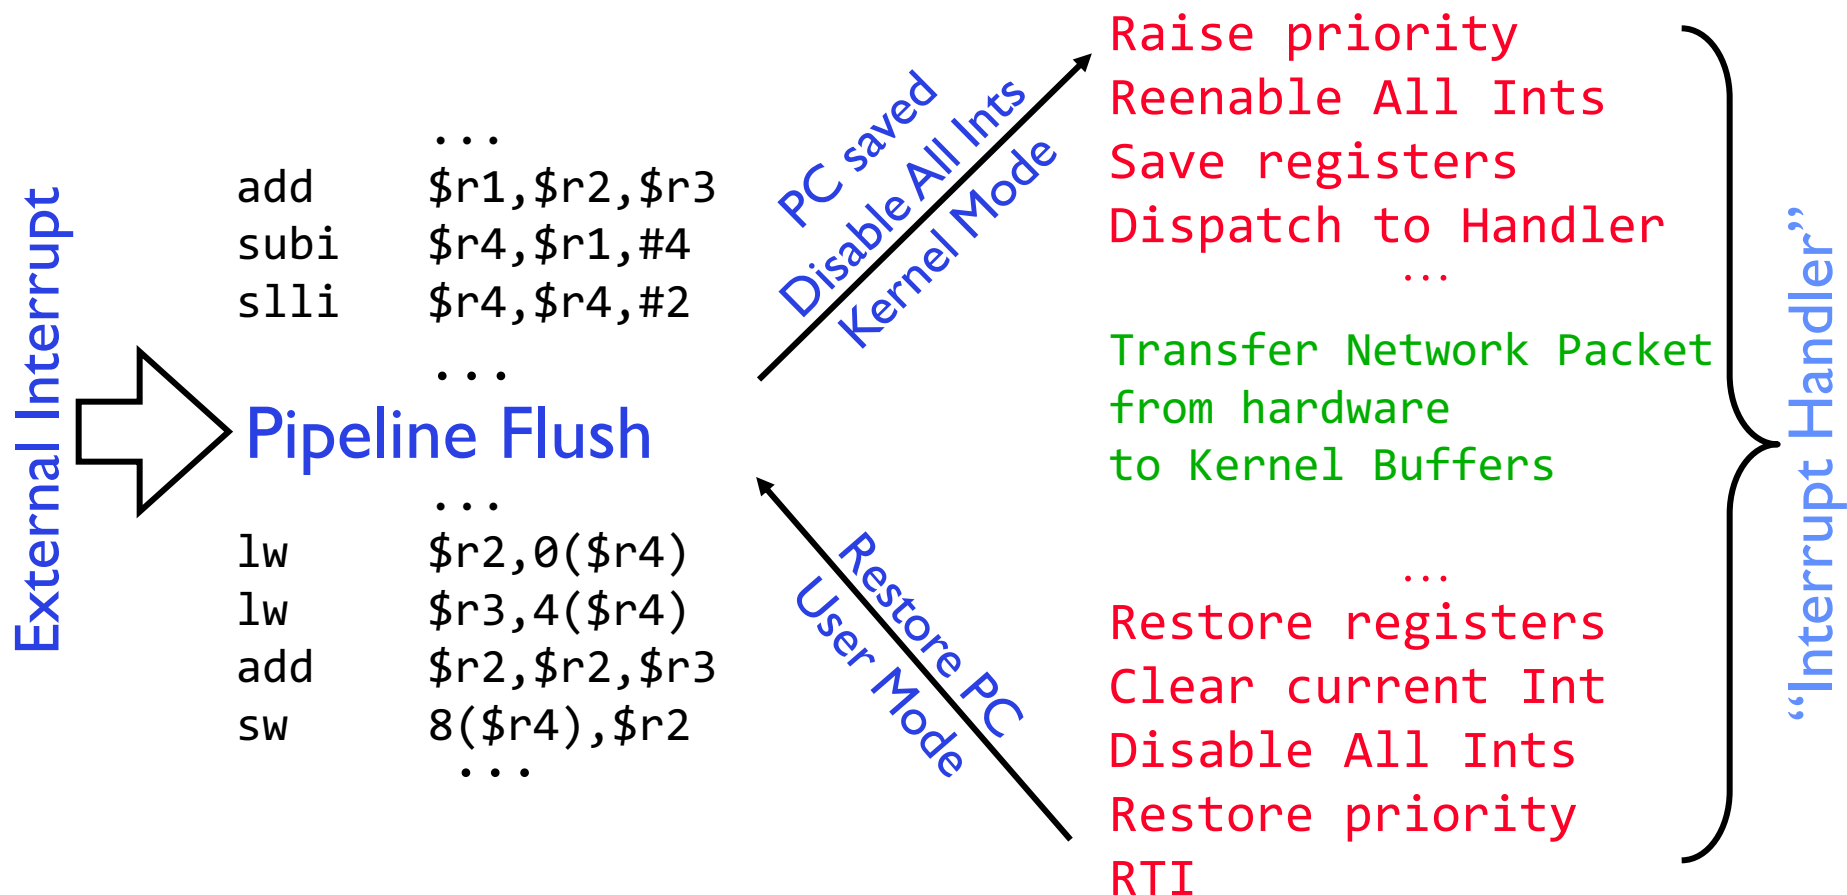 External Interrupt
...
add $r1,$r2,$r3
subi $r4,$r1,#4
slli $r4,$r4,#2
...
Pipeline Flush
...
lw $r2,0($r4)
lw $r3,4($r4)
add $r2,$r2,$r3
sw 8($r4),$r2
...
PC saved
Disable All Ints
Kernel Mode
Restore PC
User Mode
Raise priority
Reenable All Ints
Save registers
Dispatch to Handler
...
Transfer Network Packet
from hardware
to Kernel Buffers
...
Restore registers
Clear current Int
Disable All Ints
Restore priority
RTI
“Interrupt Handler”